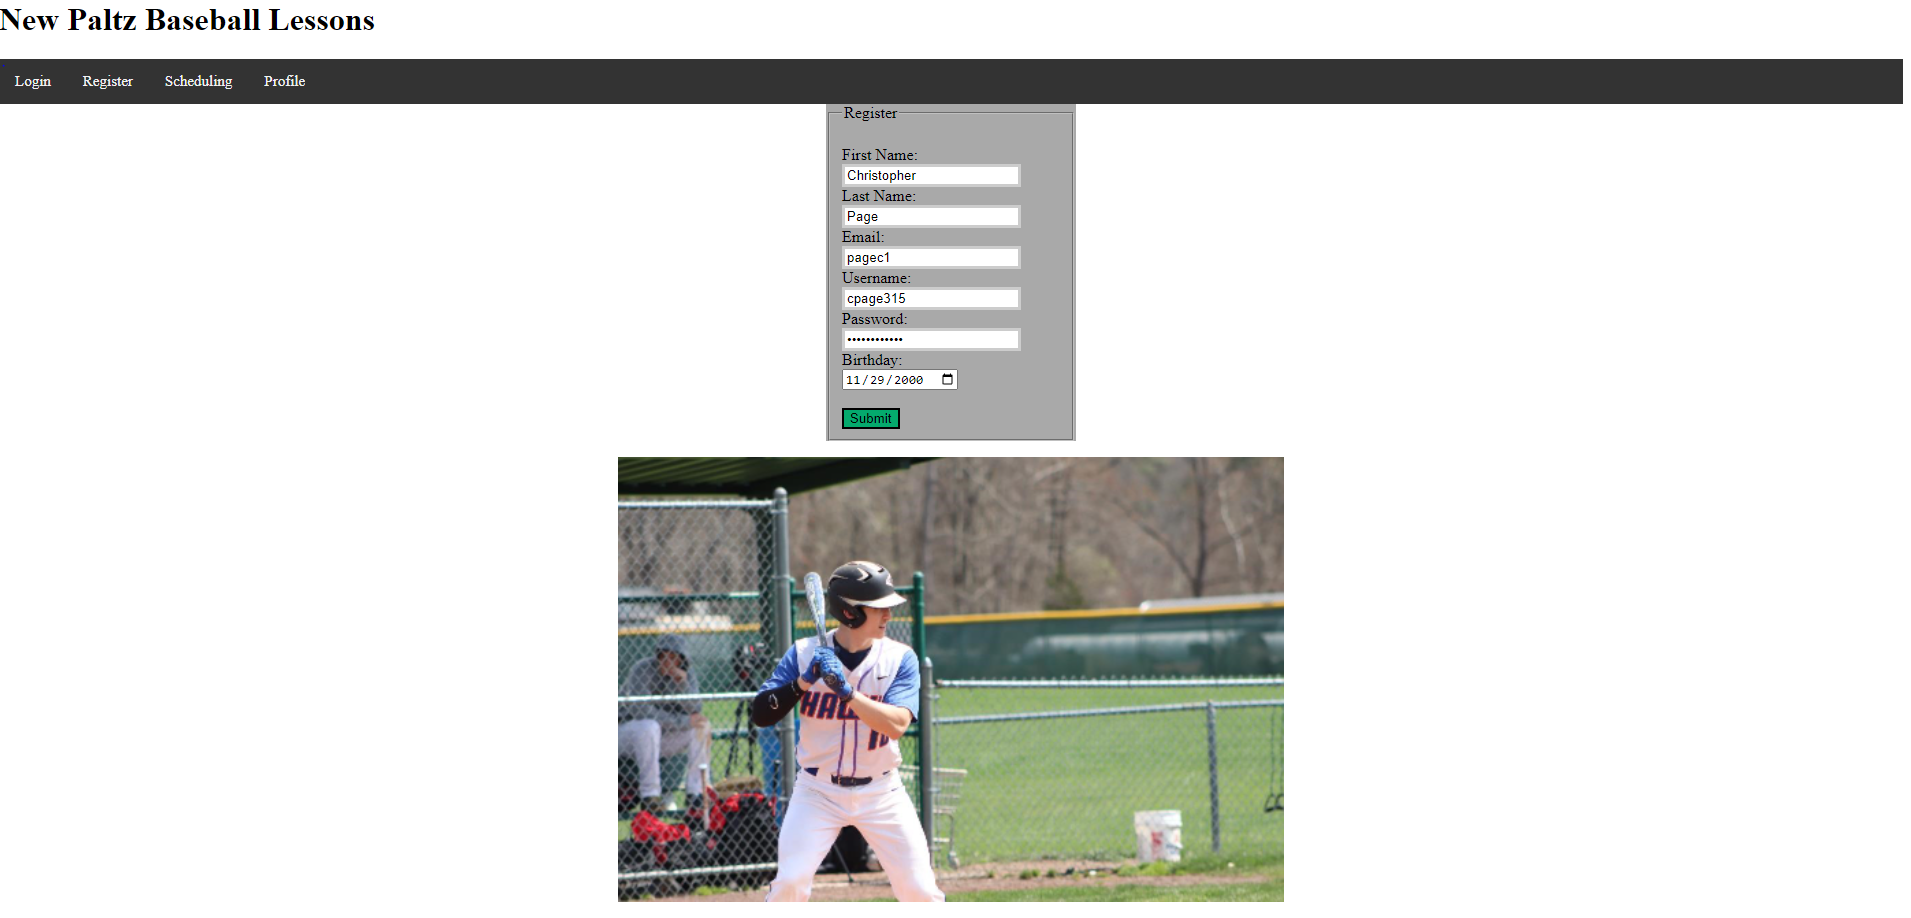 New Paltz Baseball Lessons
Login Register Scheduling Profile
Register
First Name:
Christopher
Last Name:
Page
Email:
pagec1
Username:
cpage315
Password:
••••••••••••
Birthday:
11/29/2000
Submit